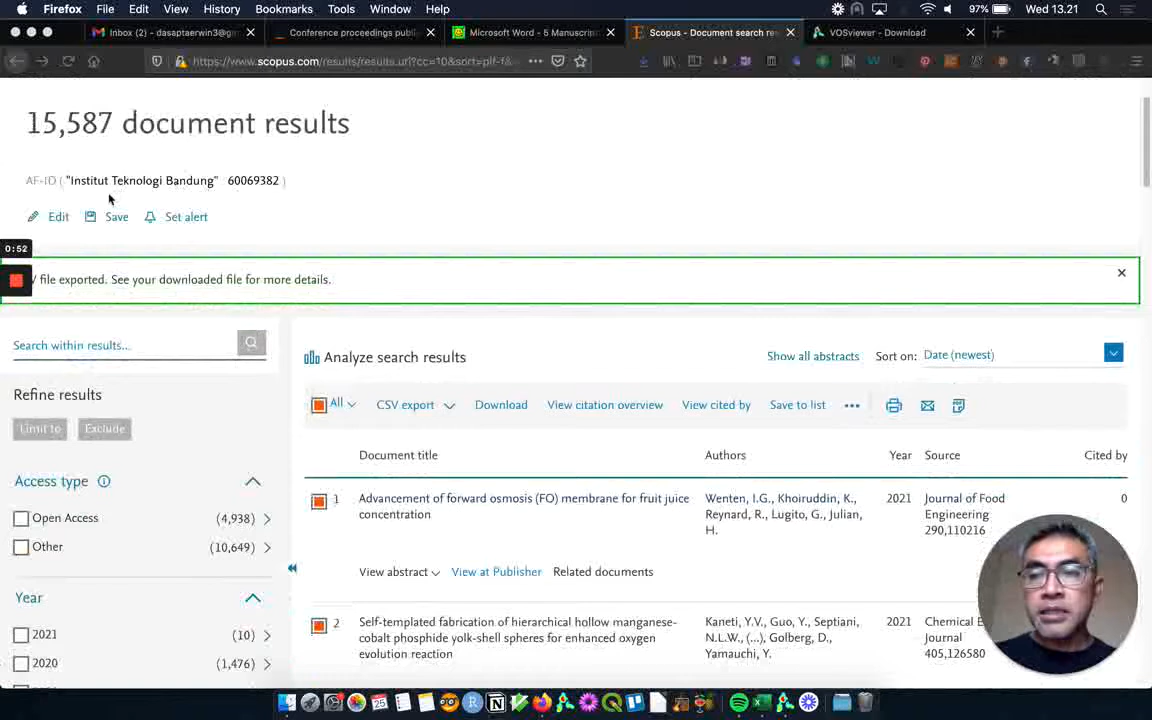 Firefox File Edit View History Bookmarks Tools Window Help 97% Wed 13.21
Inbox (2) - dasaptaerwin3@gm
Conference proceedings publi
Microsoft Word - 5 Manuscrip
Scopus - Document search re
VOSviewer - Download
https://www.scopus.com/results/results.url?cc=10&sort=plf-f&
15,587 document results
AF-ID ( "Institut Teknologi Bandung" 60069382 )
Edit Save Set alert
0:52
V file exported. See your downloaded file for more details.
Search within results...
Analyze search results
Show all abstracts Sort on: Date (newest)
Refine results
All CSV export Download View citation overview View cited by Save to list
Limit to Exclude
Document title Authors Year Source Cited by
Access type
Open Access (4,938)
Other (10,649)
Year
2021 (10)
2020 (1,476)
1 Advancement of forward osmosis (FO) membrane for fruit juice concentration
Wenten, I.G., Khoiruddin, K.,
Reynard, R., Lugito, G., Julian,
H.
2021
Journal of Food
Engineering
290,110216
0
View abstract View at Publisher Related documents
2 Self-templated fabrication of hierarchical hollow manganese-
cobalt phosphide yolk-shell spheres for enhanced oxygen
evolution reaction
Kaneti, Y.V., Guo, Y., Septiani,
N.L.W., (...), Golberg, D.,
Yamauchi, Y.
2021
Chemical E
Journal
405,126580